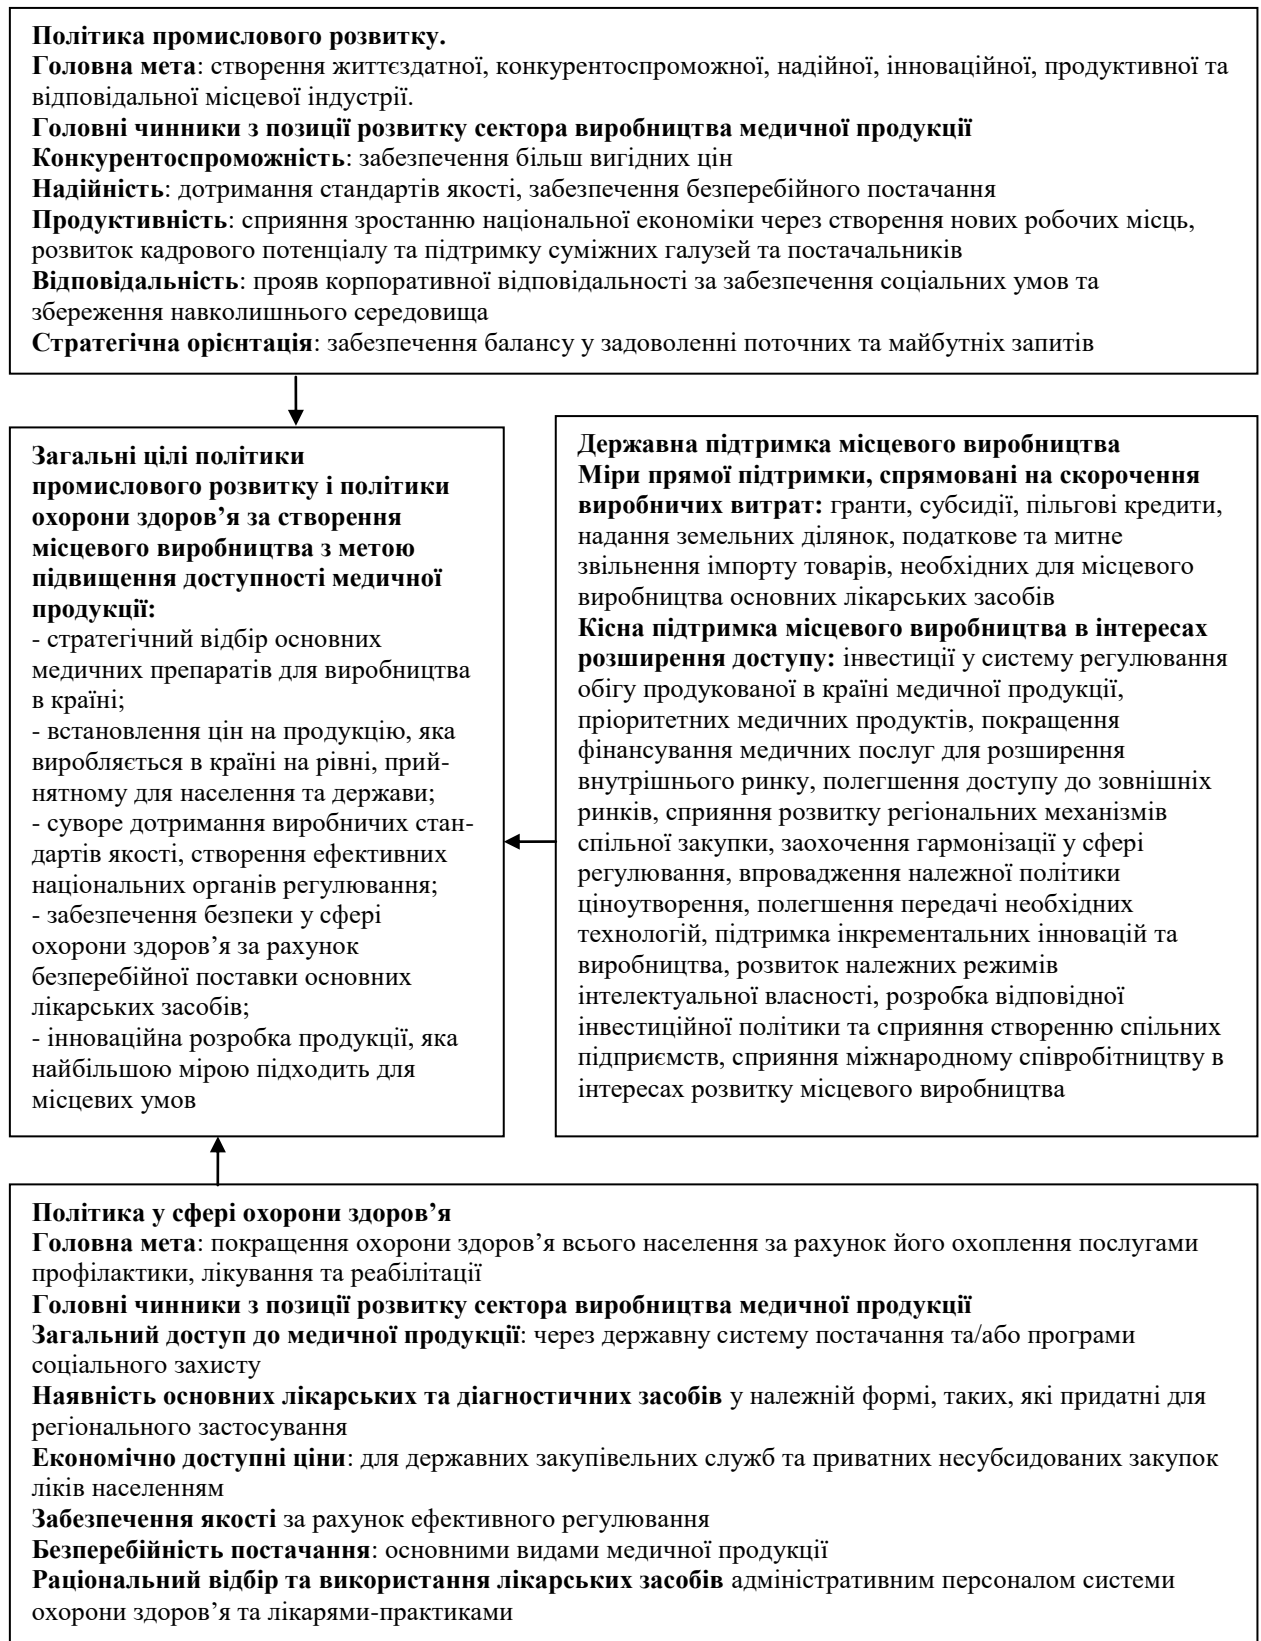 Політика промислового розвитку.
Головна мета: створення життєздатної, конкурентоспроможної, надійної, інноваційної, продуктивної та
відповідальної місцевої індустрії.
Головні чинники з позиції розвитку сектора виробництва медичної продукції
Конкурентоспроможність: забезпечення більш вигідних цін
Надійність: дотримання стандартів якості, забезпечення безперебійного постачання
Продуктивність: сприяння зростанню національної економіки через створення нових робочих місць,
розвиток кадрового потенціалу та підтримку суміжних галузей та постачальників
Відповідальність: прояв корпоративної відповідальності за забезпечення соціальних умов та
збереження навколишнього середовища
Стратегічна орієнтація: забезпечення балансу у задоволенні поточних та майбутніх запитів
Загальні цілі політики
промислового розвитку і політики
охорони здоров’я за створення
місцевого виробництва з метою
підвищення доступності медичної
продукції:
- стратегічний відбір основних
медичних препаратів для виробництва
в країні;
- встановлення цін на продукцію, яка
виробляється в країні на рівні, прий-
нятному для населення та держави;
- суворе дотримання виробничих стан-
дартів якості, створення ефективних
національних органів регулювання;
- забезпечення безпеки у сфері
охорони здоров’я за рахунок
безперебійної поставки основних
лікарських засобів;
- інноваційна розробка продукції, яка
найбільшою мірою підходить для
місцевих умов
Державна підтримка місцевого виробництва
Міри прямої підтримки, спрямовані на скорочення
виробничих витрат: гранти, субсидії, пільгові кредити,
надання земельних ділянок, податкове та митне
звільнення імпорту товарів, необхідних для місцевого
виробництва основних лікарських засобів
Кісна підтримка місцевого виробництва в інтересах
розширення доступу: інвестиції у систему регулювання
обігу продукованої в країні медичної продукції,
пріоритетних медичних продуктів, покращення
фінансування медичних послуг для розширення
внутрішнього ринку, полегшення доступу до зовнішніх
ринків, сприяння розвитку регіональних механізмів
спільної закупки, заохочення гармонізації у сфері
регулювання, впровадження належної політики
ціноутворення, полегшення передачі необхідних
технологій, підтримка інкрементальних інновацій та
виробництва, розвиток належних режимів
інтелектуальної власності, розробка відповідної
інвестиційної політики та сприяння створенню спільних
підприємств, сприяння міжнародному співробітництву в
інтересах розвитку місцевого виробництва
Політика у сфері охорони здоров’я
Головна мета: покращення охорони здоров’я всього населення за рахунок його охоплення послугами
профілактики, лікування та реабілітації
Головні чинники з позиції розвитку сектора виробництва медичної продукції
Загальний доступ до медичної продукції: через державну систему постачання та/або програми
соціального захисту
Наявність основних лікарських та діагностичних засобів у належній формі, таких, які придатні для
регіонального застосування
Економічно доступні ціни: для державних закупівельних служб та приватних несубсидованих закупок
ліків населенням
Забезпечення якості за рахунок ефективного регулювання
Безперебійність постачання: основними видами медичної продукції
Раціональний відбір та використання лікарських засобів адміністративним персоналом системи
охорони здоров’я та лікарями-практиками